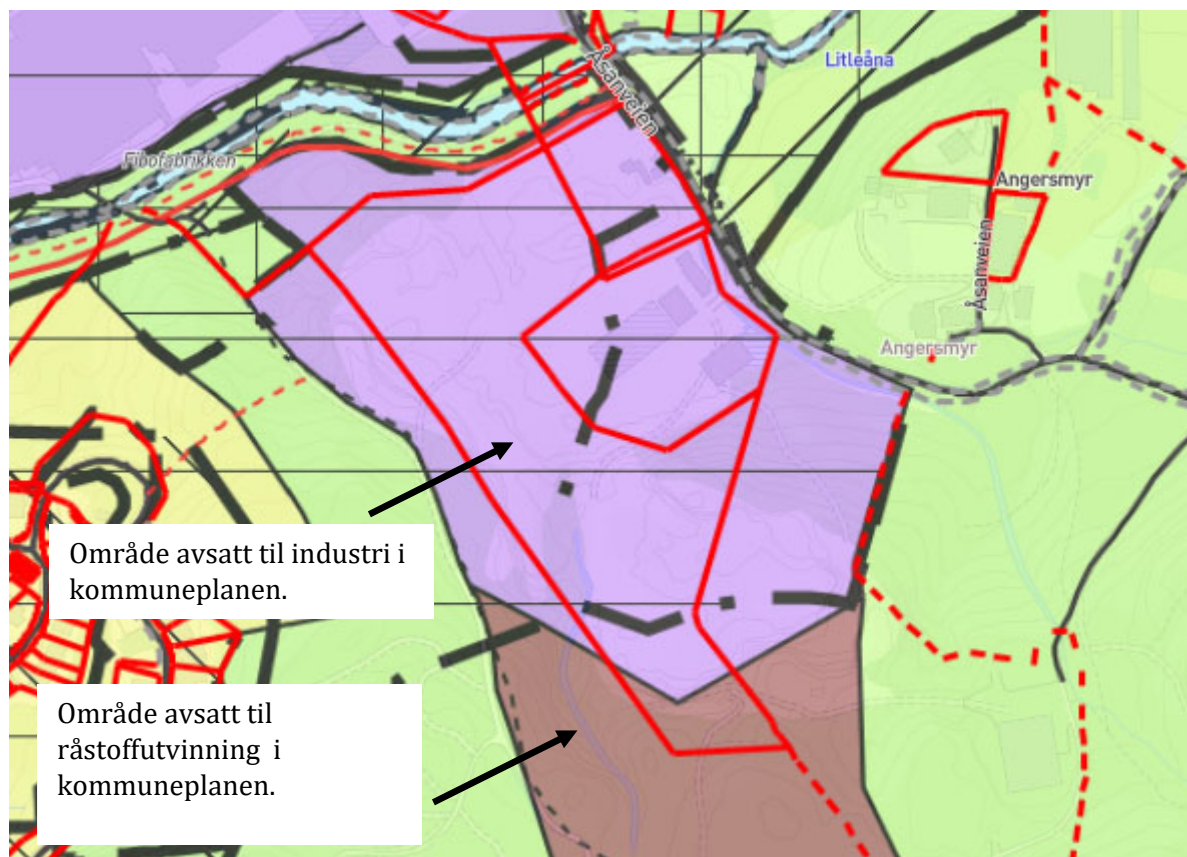 Litleåna
Åsanveien
Fibofabrikken
Angersmyr
Åsanveien
Angersmyr
Område avsatt til industri i
kommuneplanen.
Område avsatt til
råstoffutvinning i
kommuneplanen.